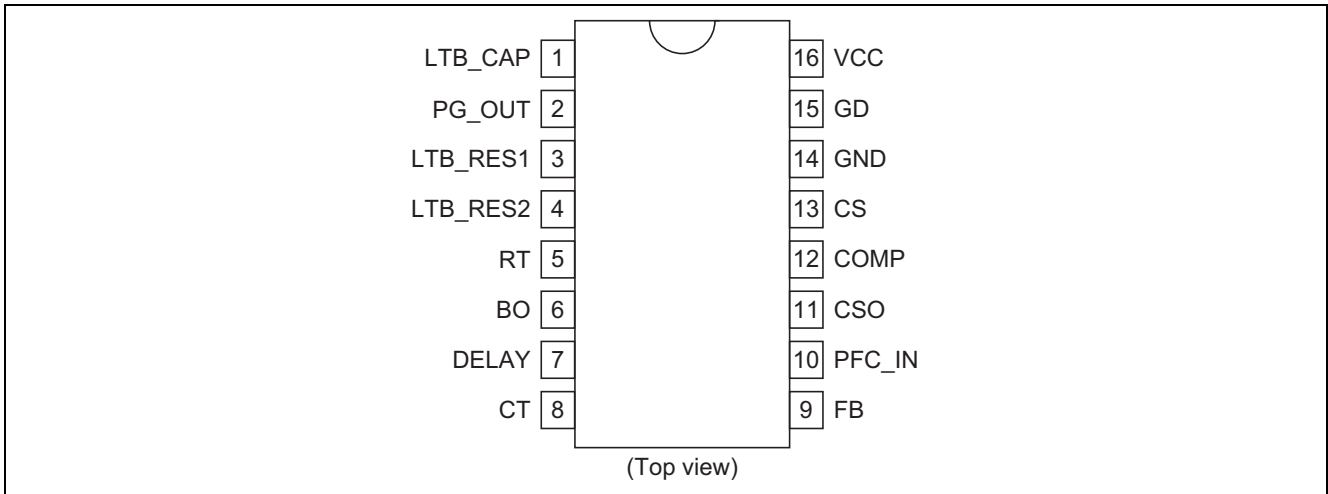 LTB_CAP 1 16 VCC
PG_OUT 2 15 GD
LTB_RES1 3 14 GND
LTB_RES2 4 13 CS
RT 5 12 COMP
BO 6 11 CSO
DELAY 7 10 PFC_IN
CT 8 9 FB
(Top view)